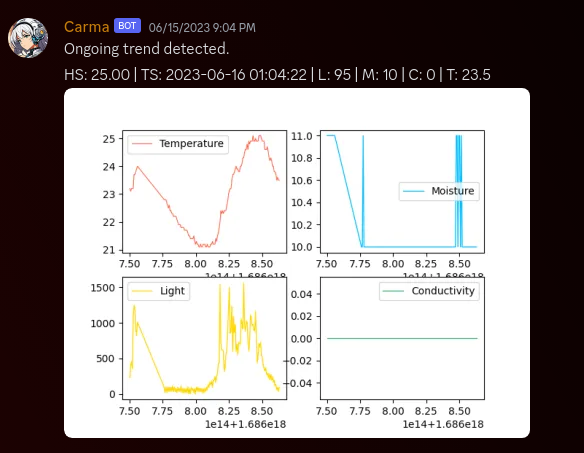 Carma BOT 06/15/2023 9:04 PM
Ongoing trend detected.
HS: 25.00 | TS: 2023-06-16 01:04:22 | L: 95 | M: 10 | C: 0 | T: 23.5
Temperature
25
24
23
22
21
7.50 7.75 8.00 8.25 8.50
1e14+1.686e18
Moisture
11.0
10.8
10.6
10.4
10.2
10.0
7.50 7.75 8.00 8.25 8.50
1e14+1.686e18
Light
1500
1000
500
0
7.50 7.75 8.00 8.25 8.50
1e14+1.686e18
Conductivity
0.04
0.02
0.00
−0.02
−0.04
7.50 7.75 8.00 8.25 8.50
1e14+1.686e18